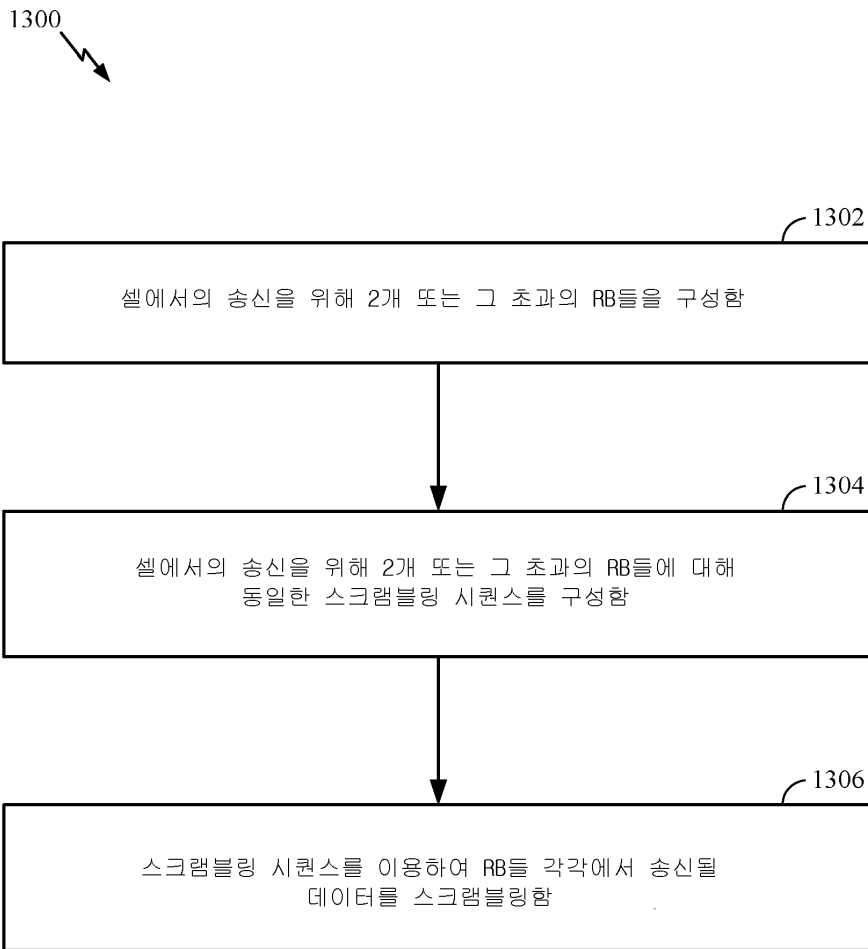 1300
1302
셀에서의 송신을 위해 2개 또는 그 초과의 RB들을 구성함
1304
셀에서의 송신을 위해 2개 또는 그 초과의 RB들에 대해
동일한 스크램블링 시퀀스를 구성함
1306
스크램블링 시퀀스를 이용하여 RB들 각각에서 송신될
데이터를 스크램블링함